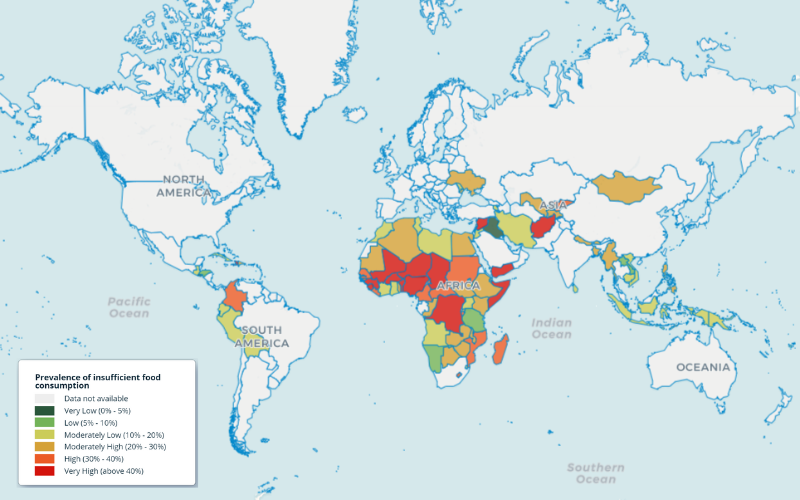 NORTH
AMERICA
ASIA
AFRICA
Pacific
Ocean
SOUTH
AMERICA
Indian
Ocean
OCEANIA
Southern
Ocean
Prevalence of insufficient food
consumption
Data not available
Very Low (0% - 5%)
Low (5% - 10%)
Moderately Low (10% - 20%)
Moderately High (20% - 30%)
High (30% - 40%)
Very High (above 40%)